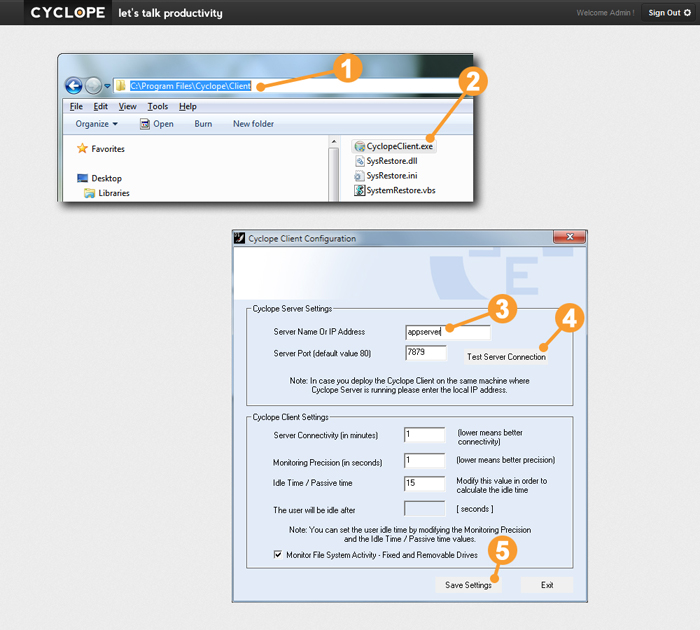 CYCLOPE let's talk productivity
Welcome Admin ! Sign Out
1
C:\Program Files\Cyclope\Client
2
File Edit View Tools Help
Organize Open Burn New folder
Favorites
Desktop
Libraries
CyclopeClient.exe
SysRestore.dll
SysRestore.ini
SystemRestore.vbs
Cyclope Client Configuration
E
Cyclope Server Settings
3
4
Server Name Or IP Address appserver
Server Port (default value 80) 7879 Test Server Connection
Note: In case you deploy the Cyclope Client on the same machine where
Cyclope Server is running please enter the local IP address.
Cyclope Client Settings
Server Connectivity (in minutes) 1 (lower means better
connectivity)
Monitoring Precision (in seconds) 1 (lower means better precision)
Idle Time / Passive time 15 Modify this value in order to
calculate the idle time
The user will be idle after [ seconds ]
Note: You can set the user idle time by modifying the Monitoring Precision
and the Idle Time / Passive time values.
5
Monitor File System Activity - Fixed and Removable Drives
Save Settings Exit